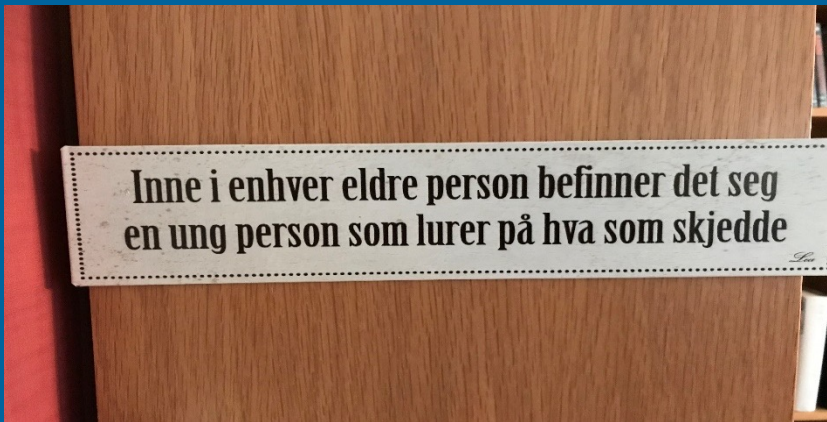 Inne i enhver eldre person befinner det seg
en ung person som lurer på hva som skjedde